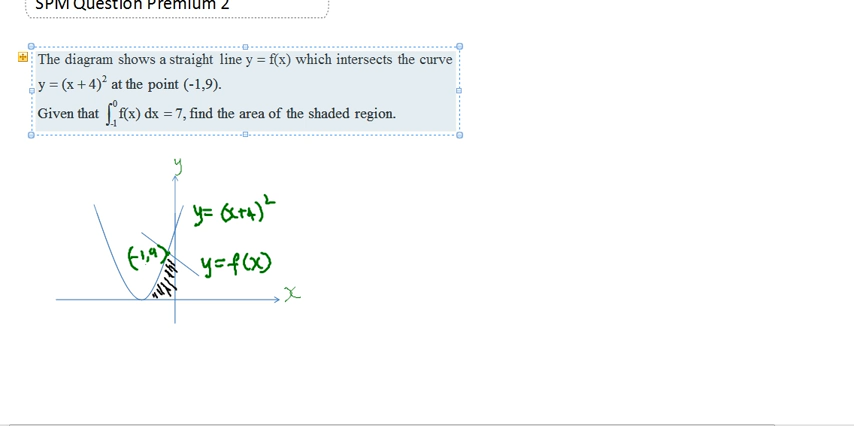 SPM Question Premium 2
The diagram shows a straight line y = f(x) which intersects the curve
y = (x + 4)² at the point (-1,9).
Given that ∫₋₁⁰ f(x) dx = 7, find the area of the shaded region.
y
y = (x+4)²
(-1,9)
y = f(x)
x